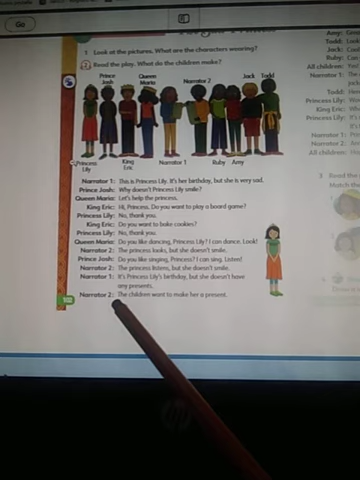 Go
1 Look at the pictures. What are the characters wearing?
2 Read the play. What do the children make?
Prince Josh
Queen Maria
Narrator 2
Jack Todd
Princess Lily
King Eric
Narrator 1
Ruby Amy
Narrator 1: This is Princess Lily. It's her birthday, but she is very sad.
Prince Josh: Why doesn't Princess Lily smile?
Queen Maria: Let's help the princess.
King Eric: Hi, Princess. Do you want to play a board game?
Princess Lily: No, thank you.
King Eric: Do you want to bake cookies?
Princess Lily: No, thank you.
Queen Maria: Do you like dancing, Princess Lily? I can dance. Look!
Narrator 2: The princess looks, but she doesn't smile.
Prince Josh: Do you like singing, Princess? I can sing. Listen!
Narrator 2: The princess listens, but she doesn't smile.
Narrator 1: It's Princess Lily's birthday, but she doesn't have
any presents.
Narrator 2: The children want to make her a present.
Amy:
Todd: Look
Jack:
Ruby:
All children:
Narrator 1:
Todd:
Princess Lily:
King Eric:
Princess Lily: It's
Narrator 1:
Narrator 2:
All children:
Read the
Match the